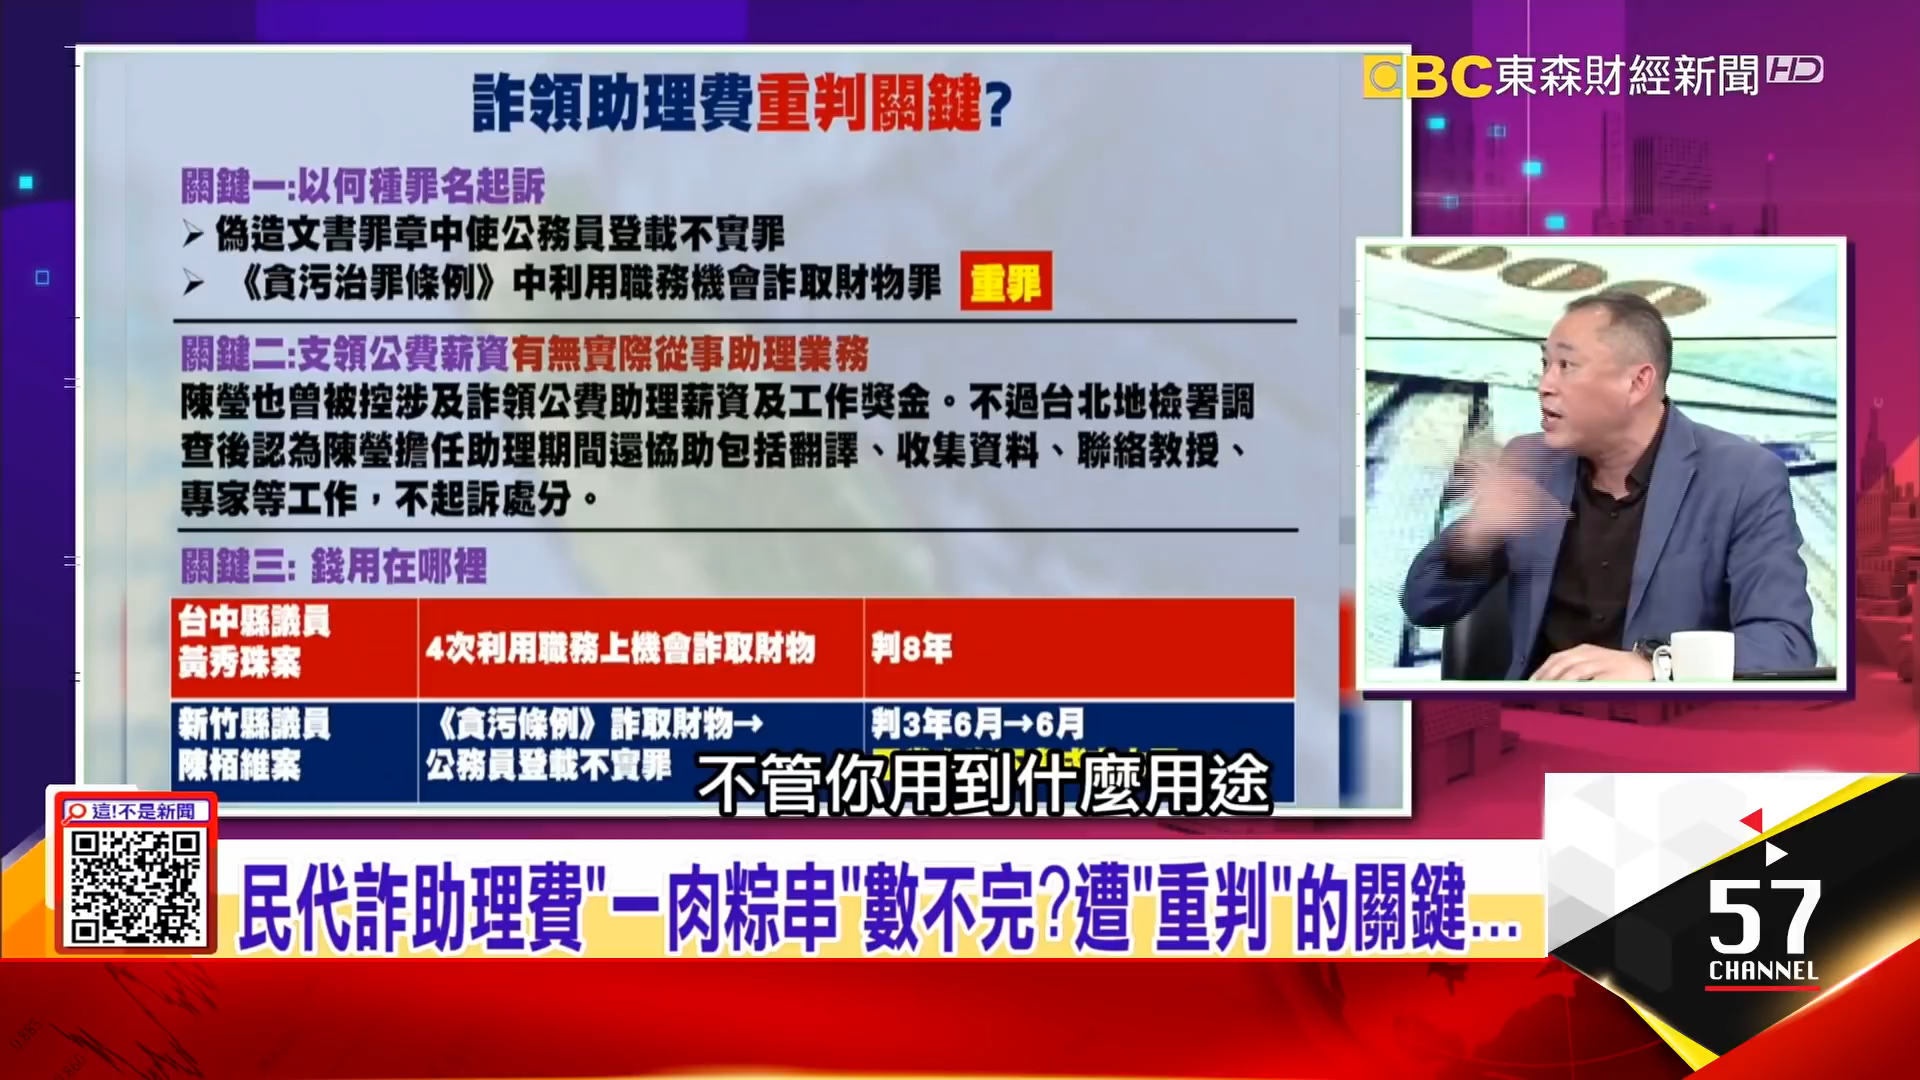 詐領助理費重判關鍵?
EBC東森財經新聞HD
關鍵一:以何種罪名起訴
➢ 偽造文書罪章中使公務員登載不實罪
➢ 《貪污治罪條例》中利用職務機會詐取財物罪 重罪
關鍵二:支領公費薪資有無實際從事助理業務
陳瑩也曾被控涉及詐領公費助理薪資及工作獎金。不過台北地檢署調
查後認為陳瑩擔任助理期間還協助包括翻譯、收集資料、聯絡教授、
專家等工作，不起訴處分。
關鍵三: 錢用在哪裡
台中縣議員
黃秀珠案
4次利用職務上機會詐取財物
判8年
新竹縣議員
陳栢維案
《貪污條例》詐取財物→
公務員登載不實罪
判3年6月→6月
不管你用到什麼用途
這!不是新聞
民代詐助理費"一肉粽串"數不完?遭"重判"的關鍵...
57
CHANNEL